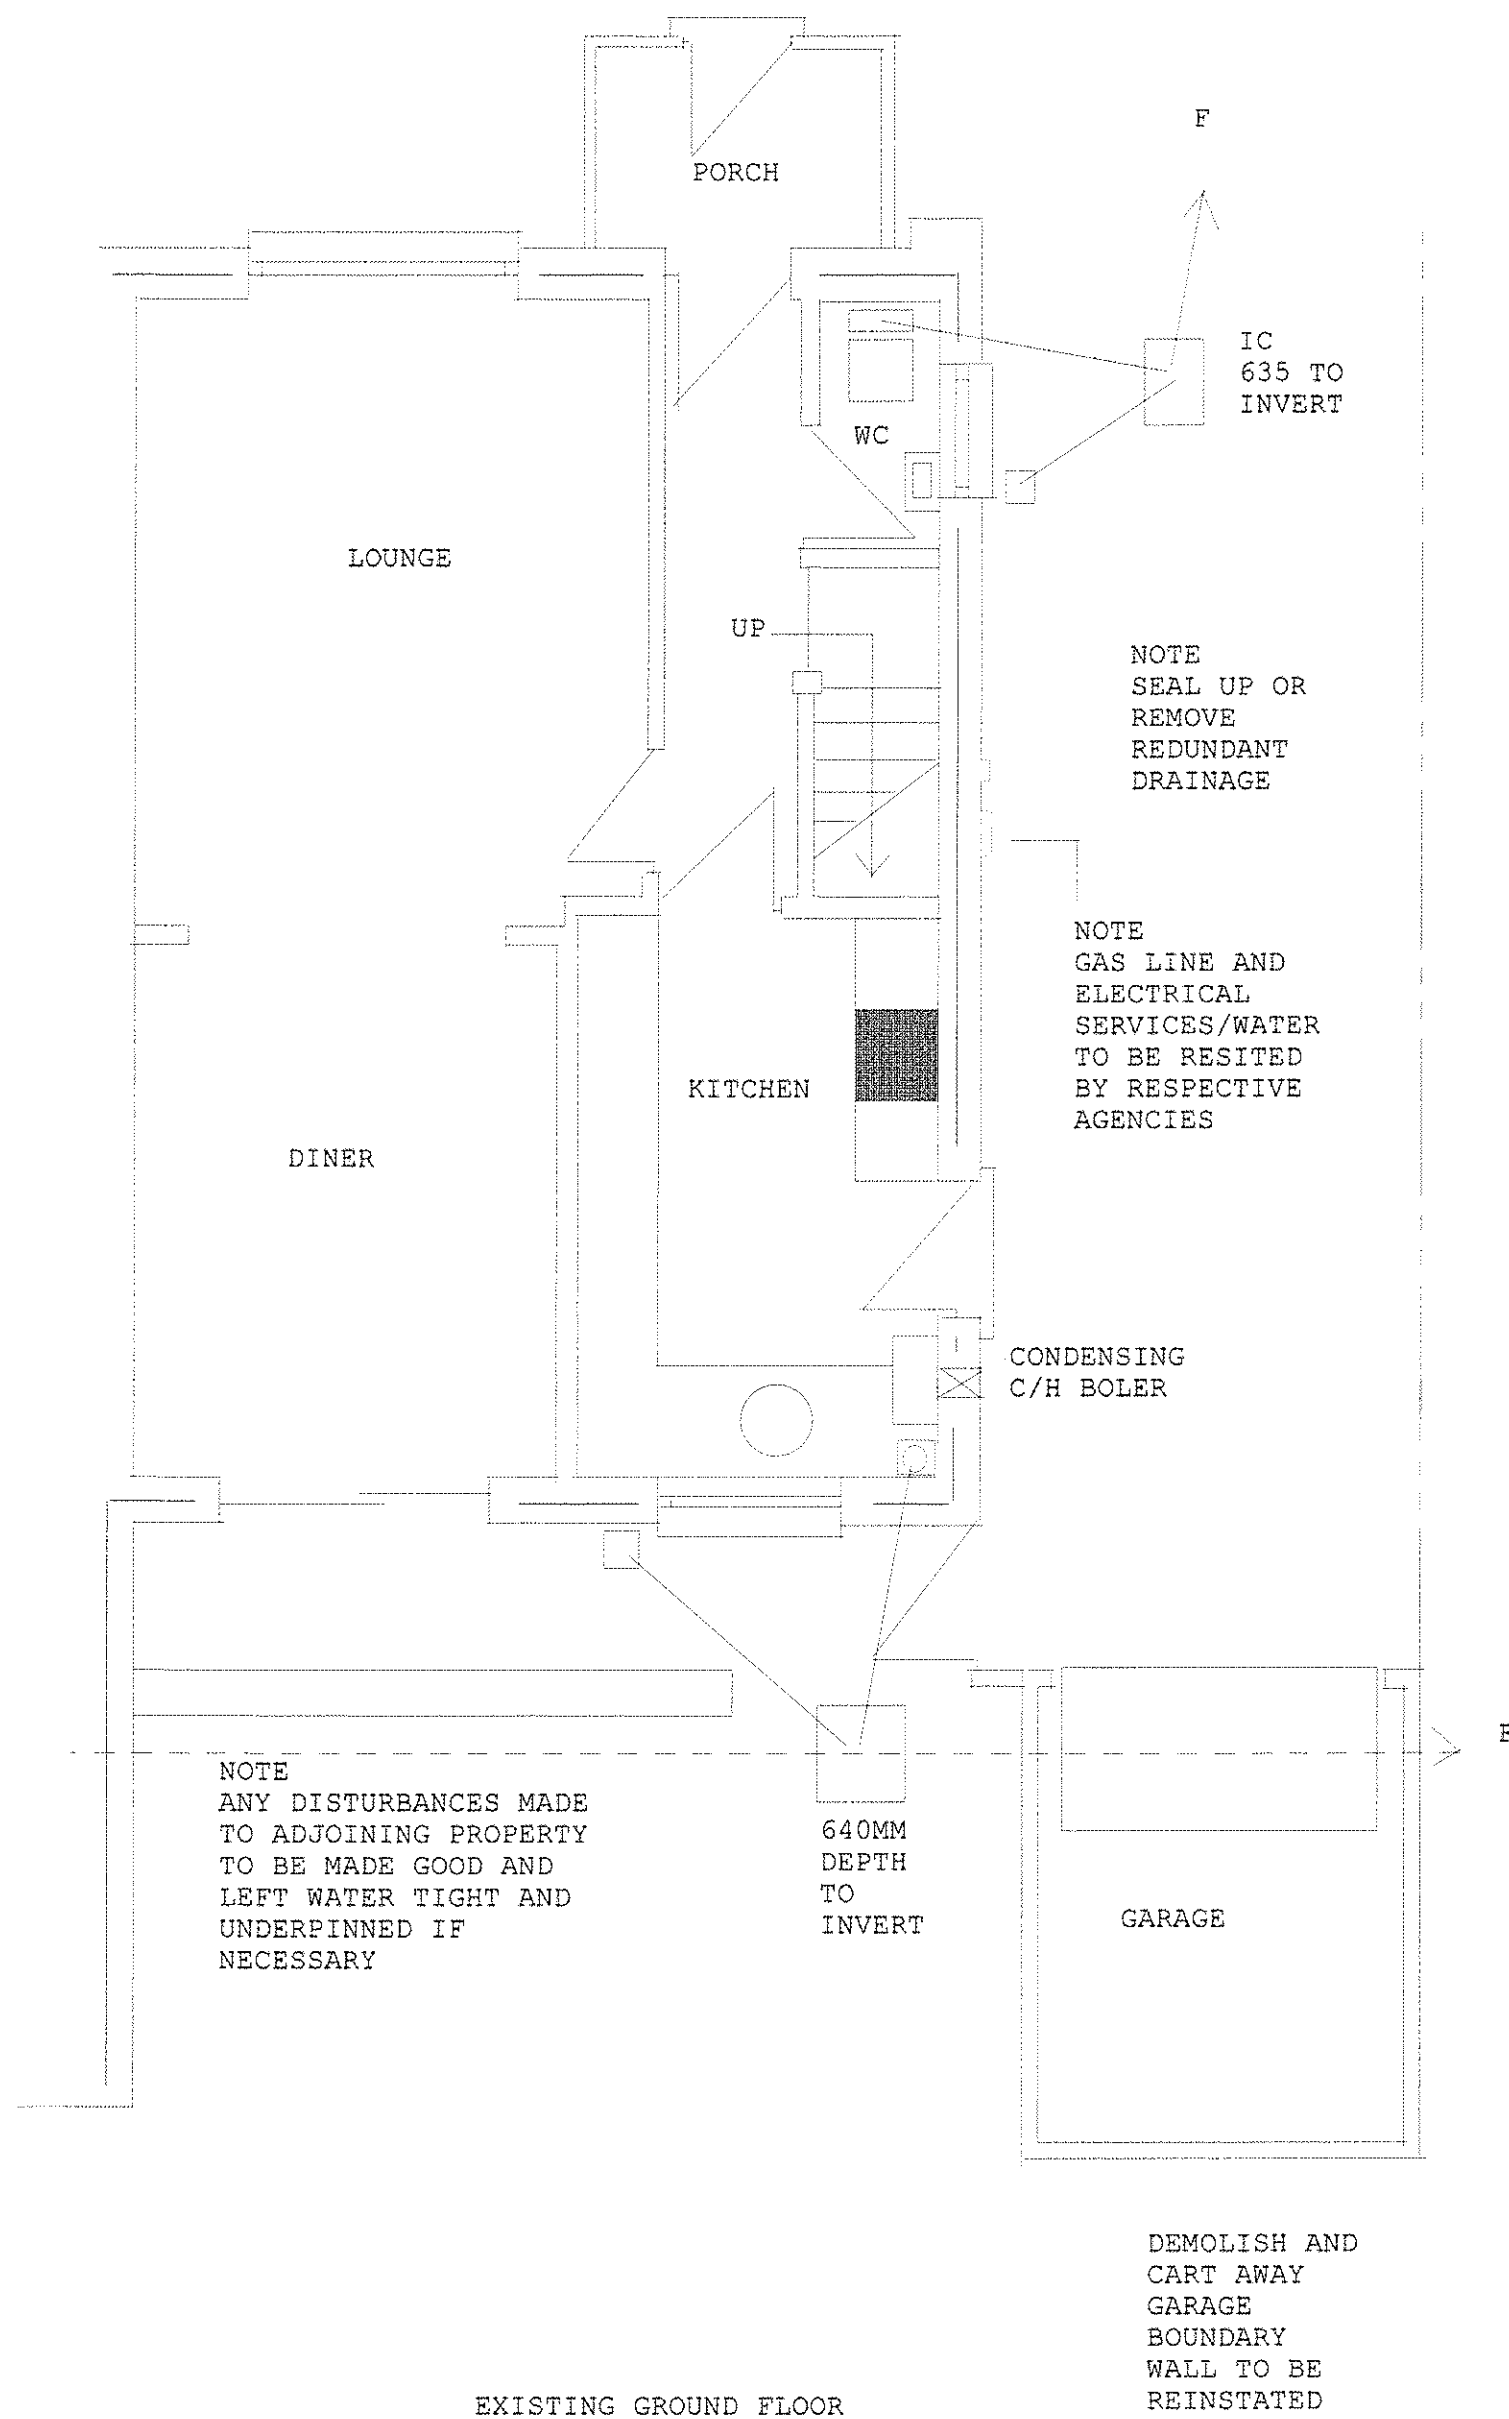 F
PORCH
IC
635 TO
INVERT
WC
LOUNGE
UP
NOTE
SEAL UP OR
REMOVE
REDUNDANT
DRAINAGE
NOTE
GAS LINE AND
ELECTRICAL
SERVICES/WATER
TO BE RESITED
BY RESPECTIVE
AGENCIES
KITCHEN
DINER
CONDENSING
C/H BOLER
NOTE
ANY DISTURBANCES MADE
TO ADJOINING PROPERTY
TO BE MADE GOOD AND
LEFT WATER TIGHT AND
UNDERPINNED IF
NECESSARY
640MM
DEPTH
TO
INVERT
GARAGE
DEMOLISH AND
CART AWAY
GARAGE
BOUNDARY
WALL TO BE
REINSTATED
EXISTING GROUND FLOOR